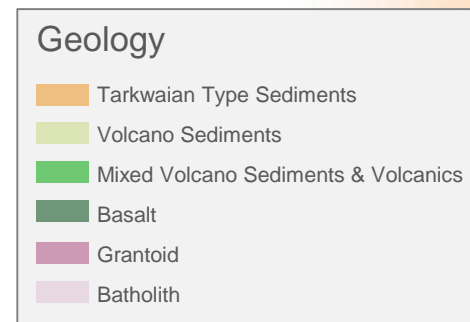 Geology
Tarkwaian Type Sediments
Volcano Sediments
Mixed Volcano Sediments & Volcanics
Basalt
Grantoid
Batholith